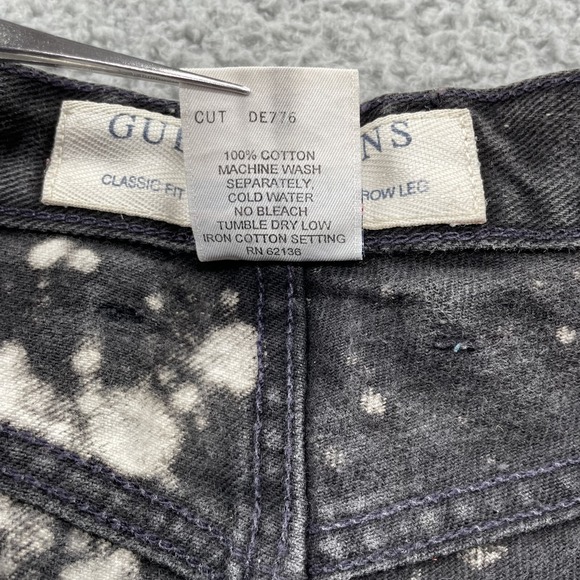 CUT DE776
100% COTTON
MACHINE WASH
SEPARATELY,
COLD WATER
NO BLEACH
TUMBLE DRY LOW
IRON COTTON SETTING
RN 62136
CLASSIC FIT
LEG